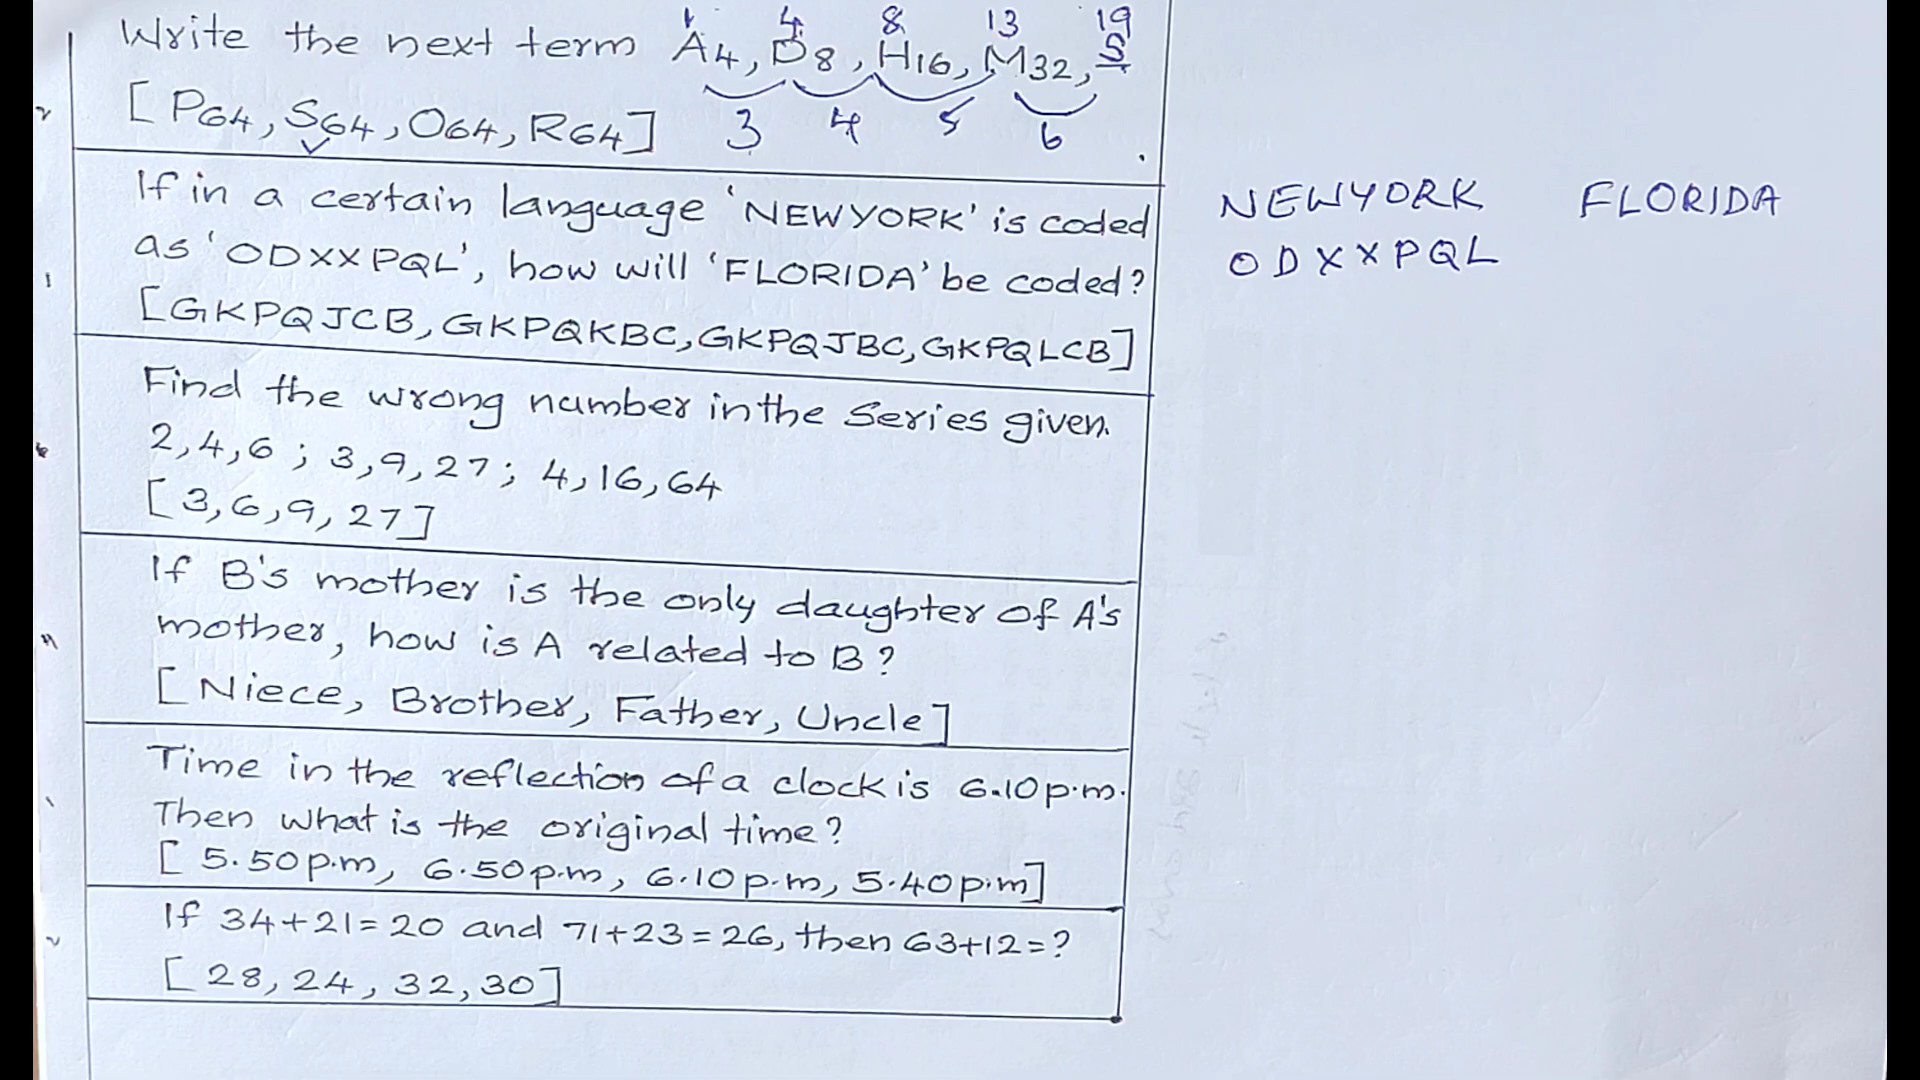 1 4 8 13 19
Write the next term A4, D8, H16, M32, S
[P64, S64, O64, R64] 3 4 5 6
If in a certain language 'NEWYORK' is coded
as 'ODXXPQL', how will 'FLORIDA' be coded?
[GKPQJCB, GKPQKBC, GKPQJBC, GKPQLCB]
NEWYORK FLORIDA
ODXXPQL
Find the wrong number in the series given.
2,4,6 ; 3,9,27; 4,16,64
[3,6,9,27]
If B's mother is the only daughter of A's
mother, how is A related to B?
[Niece, Brother, Father, Uncle]
Time in the reflection of a clock is 6.10p.m.
Then what is the original time?
[5.50p.m, 6.50p.m, 6.10p.m, 5.40p.m]
If 34+21=20 and 71+23=26, then 63+12=?
[28, 24, 32, 30]